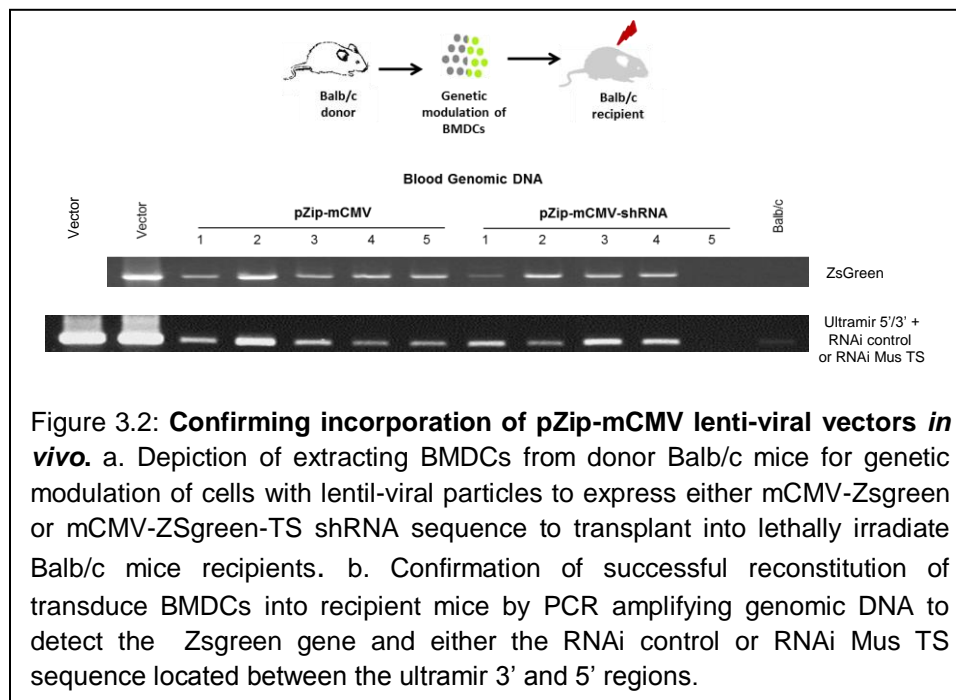 Balb/c donor
Genetic modulation of BMDCs
Balb/c recipient
Blood Genomic DNA
Vector
Vector
pZip-mCMV
pZip-mCMV-shRNA
Balb/c
1 2 3 4 5 1 2 3 4 5
ZsGreen
Ultramir 5'/3' +
RNAi control
or RNAi Mus TS
Figure 3.2: Confirming incorporation of pZip-mCMV lenti-viral vectors in
vivo. a. Depiction of extracting BMDCs from donor Balb/c mice for genetic
modulation of cells with lentil-viral particles to express either mCMV-Zsgreen
or mCMV-ZSgreen-TS shRNA sequence to transplant into lethally irradiate
Balb/c mice recipients. b. Confirmation of successful reconstitution of
transduce BMDCs into recipient mice by PCR amplifying genomic DNA to
detect the Zsgreen gene and either the RNAi control or RNAi Mus TS
sequence located between the ultramir 3' and 5' regions.